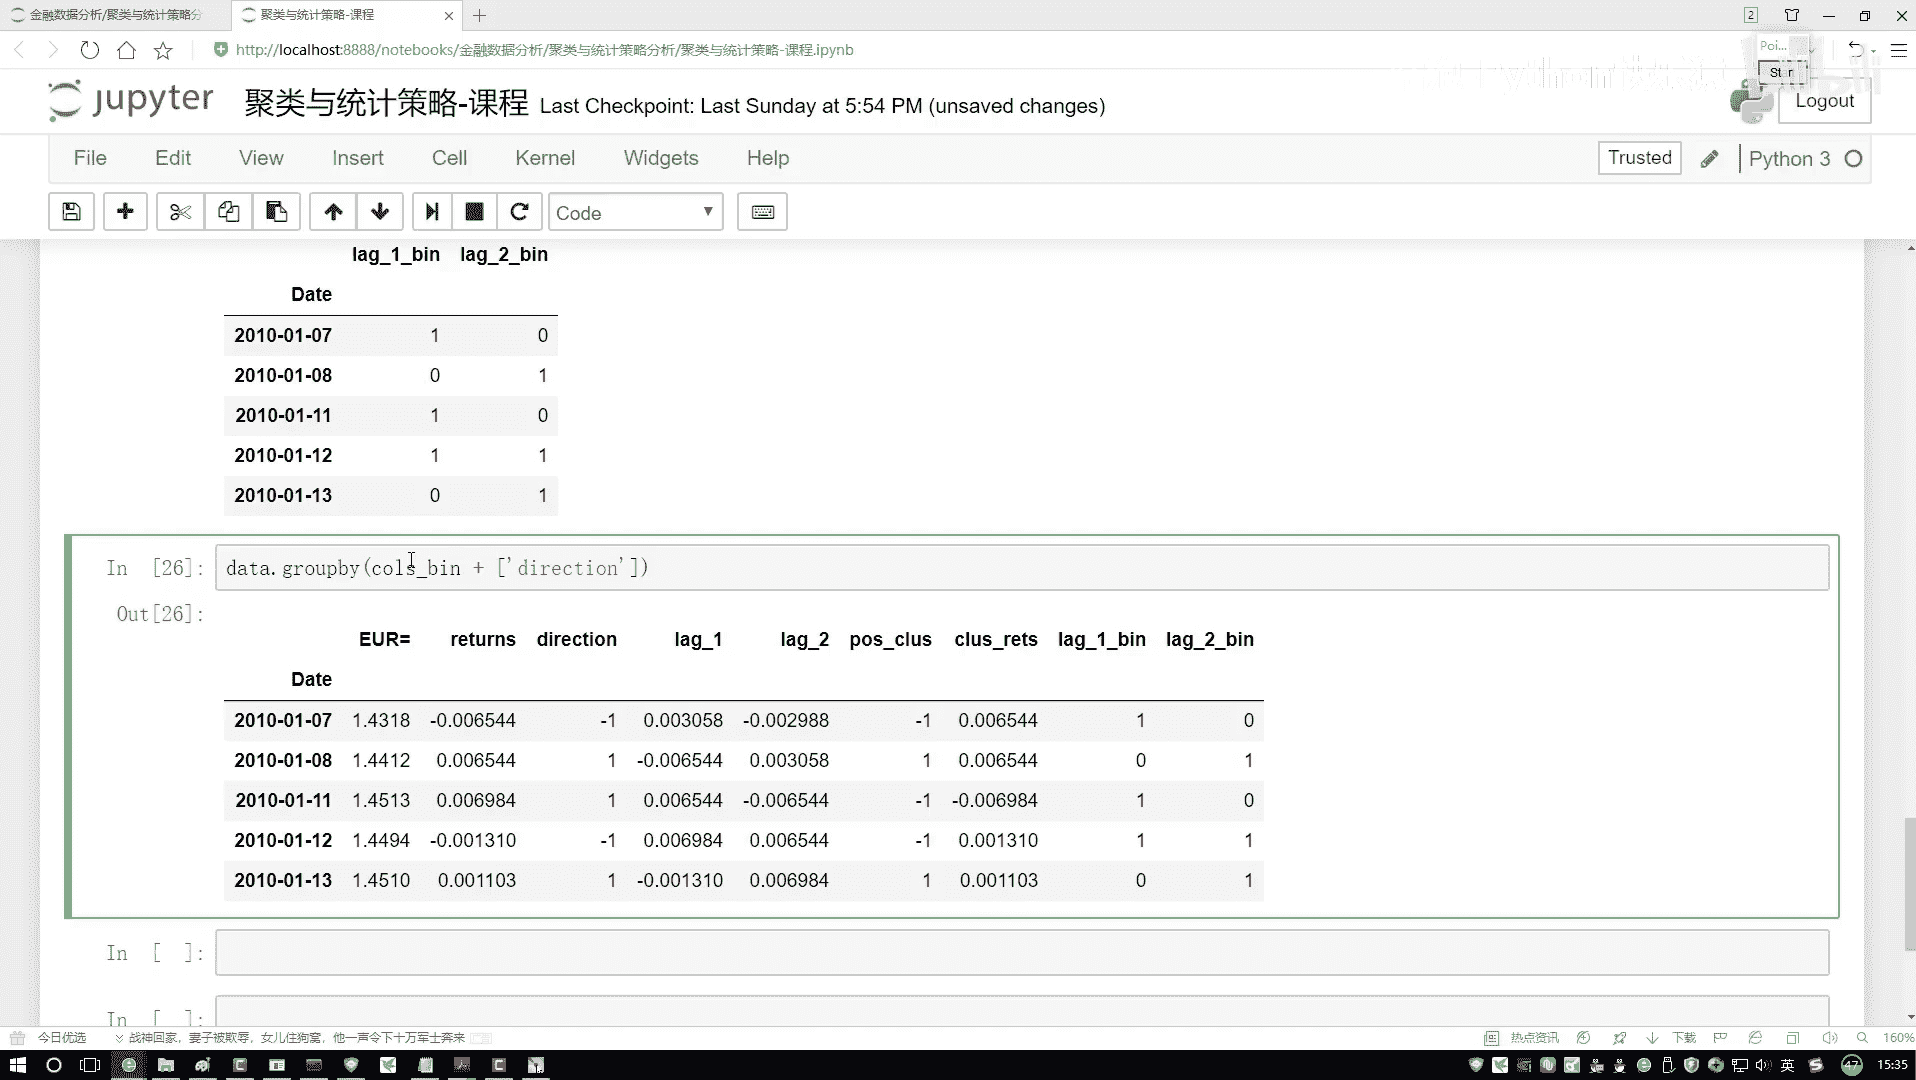 金融数据分析/聚类与统计策略分
聚类与统计策略-课程
2
http://localhost:8888/notebooks/金融数据分析/聚类与统计策略分析/聚类与统计策略-课程.ipynb
Poi...
jupyter 聚类与统计策略-课程 Last Checkpoint: Last Sunday at 5:54 PM (unsaved changes)
Logout
File Edit View Insert Cell Kernel Widgets Help
Trusted Python 3
Code
lag_1_bin lag_2_bin
Date
2010-01-07 1 0
2010-01-08 0 1
2010-01-11 1 0
2010-01-12 1 1
2010-01-13 0 1
In [26]: data.groupby(cols_bin + ['direction'])
Out[26]:
EUR= returns direction lag_1 lag_2 pos_clus clus_rets lag_1_bin lag_2_bin
Date
2010-01-07 1.4318 -0.006544 -1 0.003058 -0.002988 -1 0.006544 1 0
2010-01-08 1.4412 0.006544 1 -0.006544 0.003058 1 0.006544 0 1
2010-01-11 1.4513 0.006984 1 0.006544 -0.006544 -1 -0.006984 1 0
2010-01-12 1.4494 -0.001310 -1 0.006984 0.006544 -1 0.001310 1 1
2010-01-13 1.4510 0.001103 1 -0.001310 0.006984 1 0.001103 0 1
In [ ]:
In [ ]:
今日优选 战神回家，妻子被欺辱，女儿住狗窝，他一声令下十万军士奔来 热点资讯 下载 160%
英 47 15:35